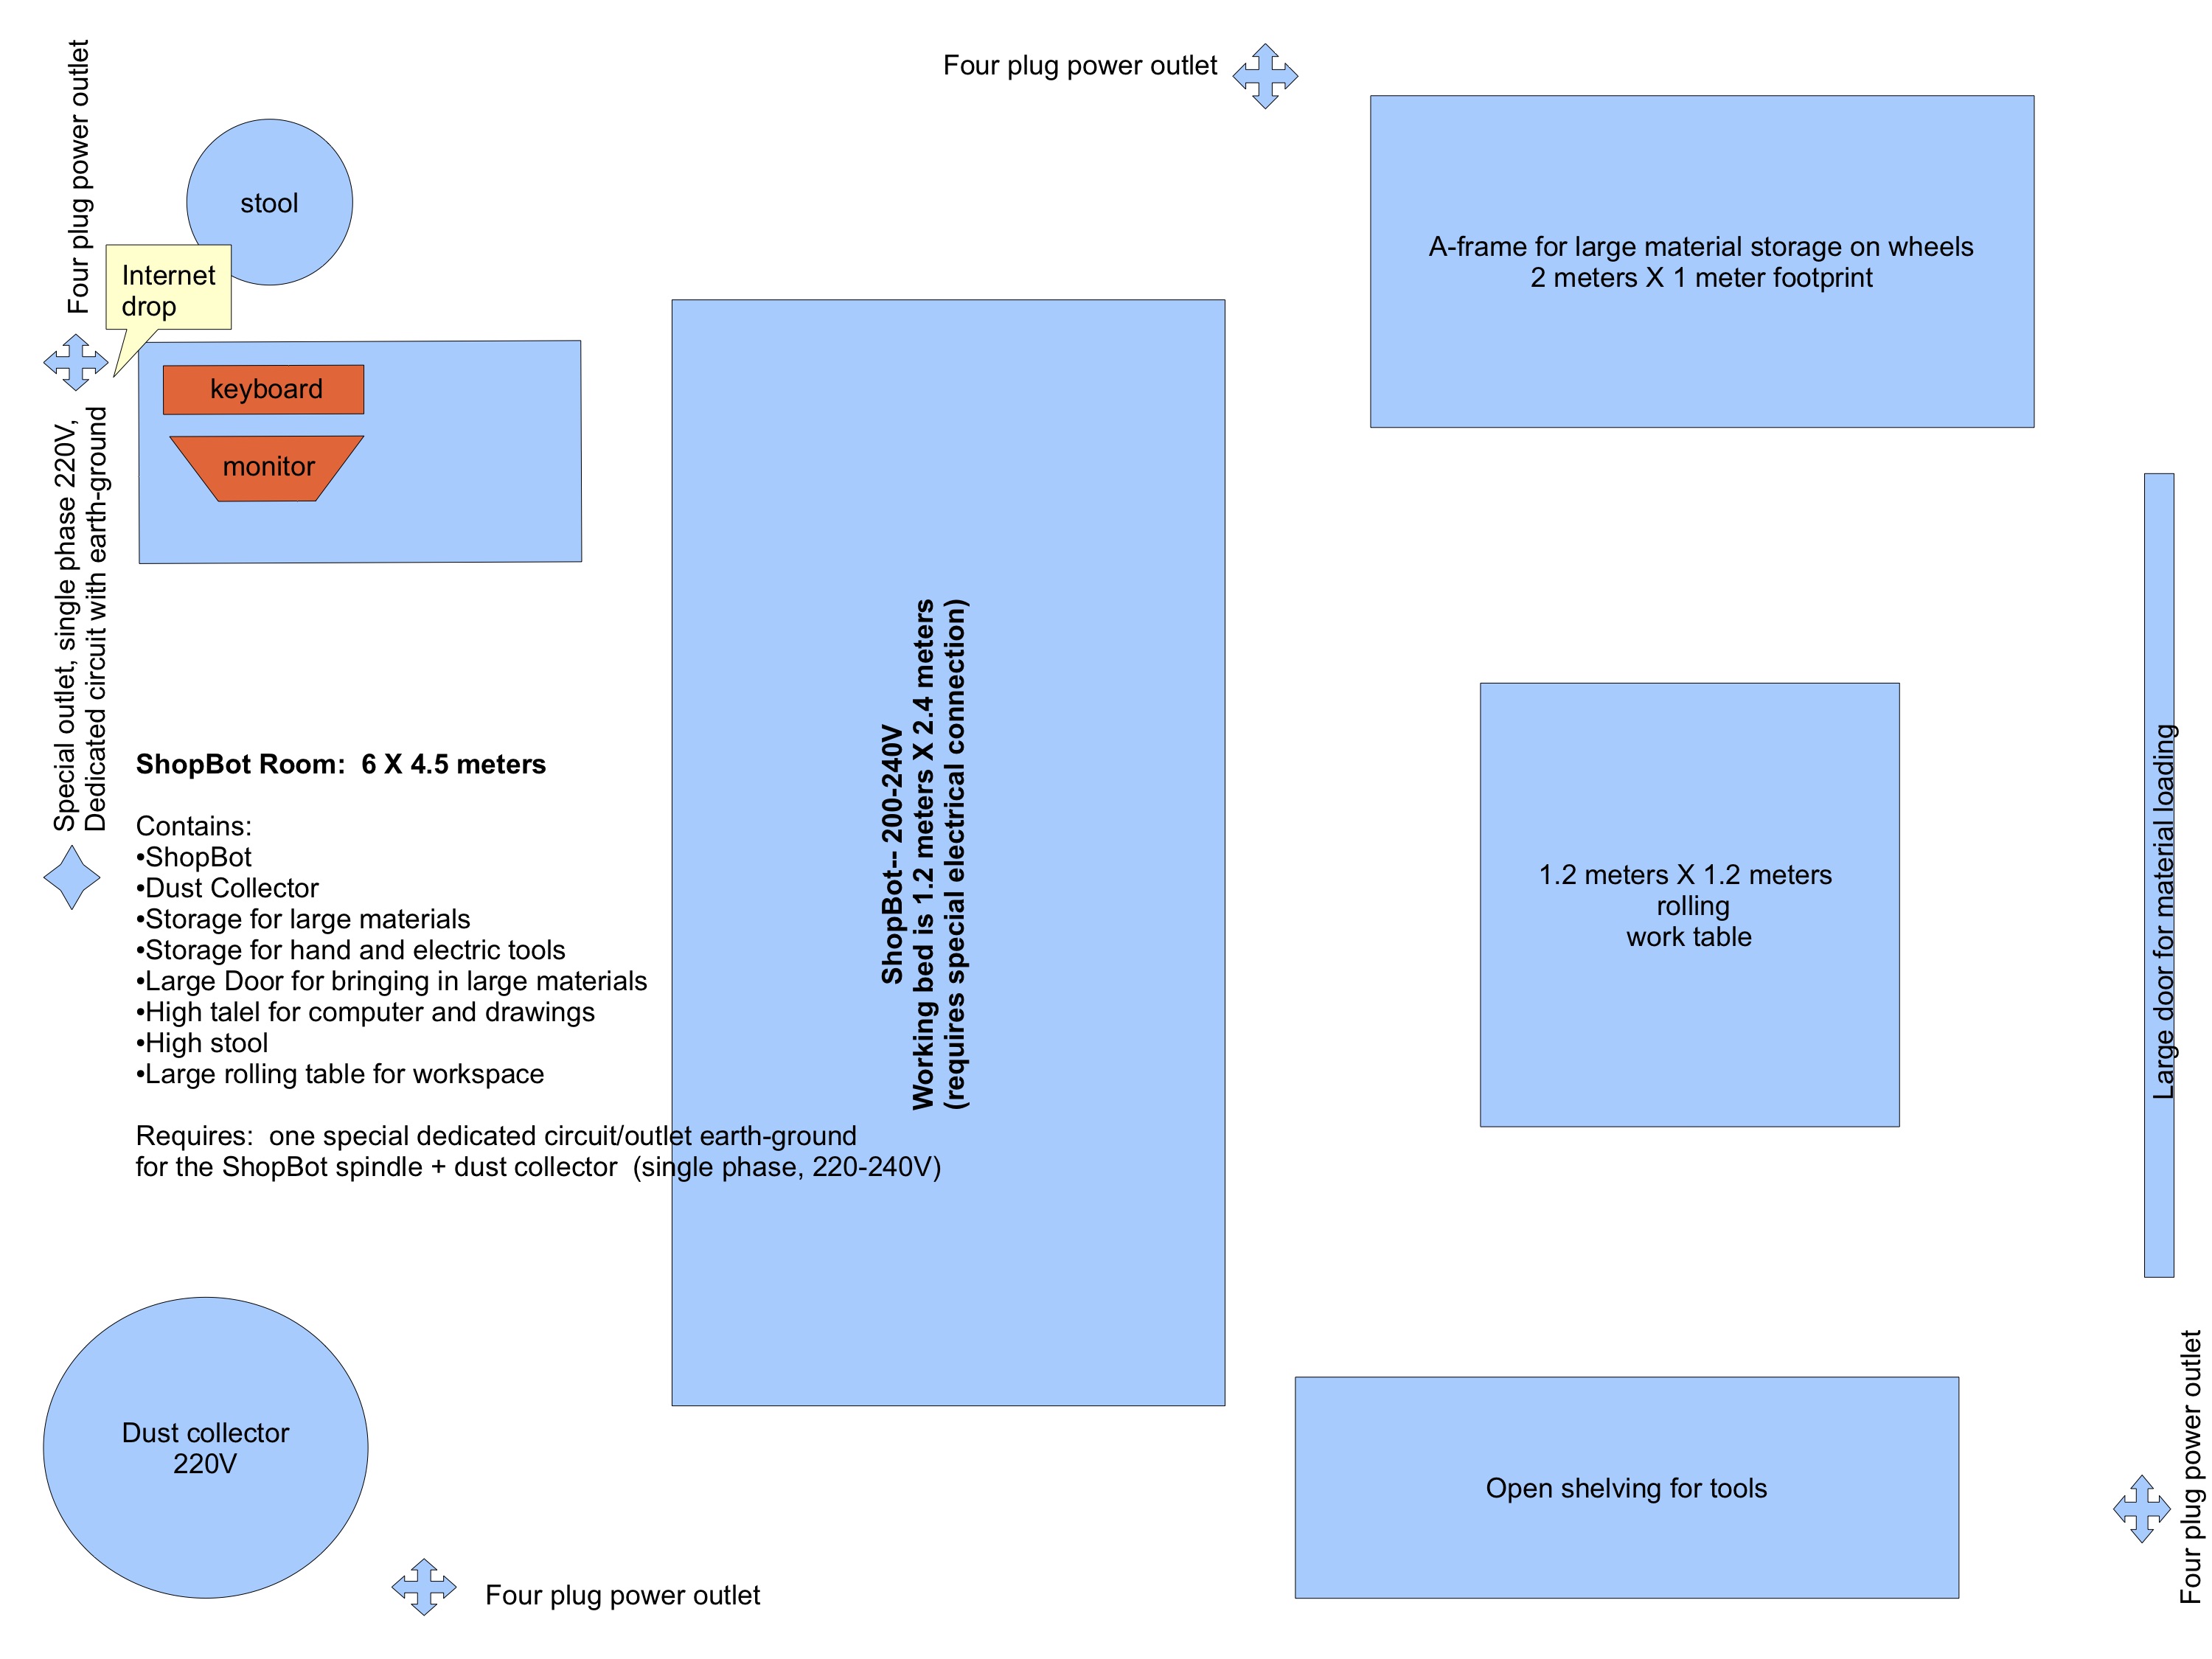 Four plug power outlet
Four plug power outlet
stool
Internet
drop
A-frame for large material storage on wheels
2 meters X 1 meter footprint
keyboard
monitor
Special outlet, single phase 220V,
Dedicated circuit with earth-ground
ShopBot Room:  6 X 4.5 meters
Contains:
•ShopBot
•Dust Collector
•Storage for large materials
•Storage for hand and electric tools
•Large Door for bringing in large materials
•High talel for computer and drawings
•High stool
•Large rolling table for workspace
Requires:  one special dedicated circuit/outlet earth-ground
for the ShopBot spindle + dust collector  (single phase, 220-240V)
ShopBot-- 200-240V
Working bed is 1.2 meters X 2.4 meters
(requires special electrical connection)
1.2 meters X 1.2 meters
rolling
work table
Large door for material loading
Dust collector
220V
Open shelving for tools
Four plug power outlet
Four plug power outlet